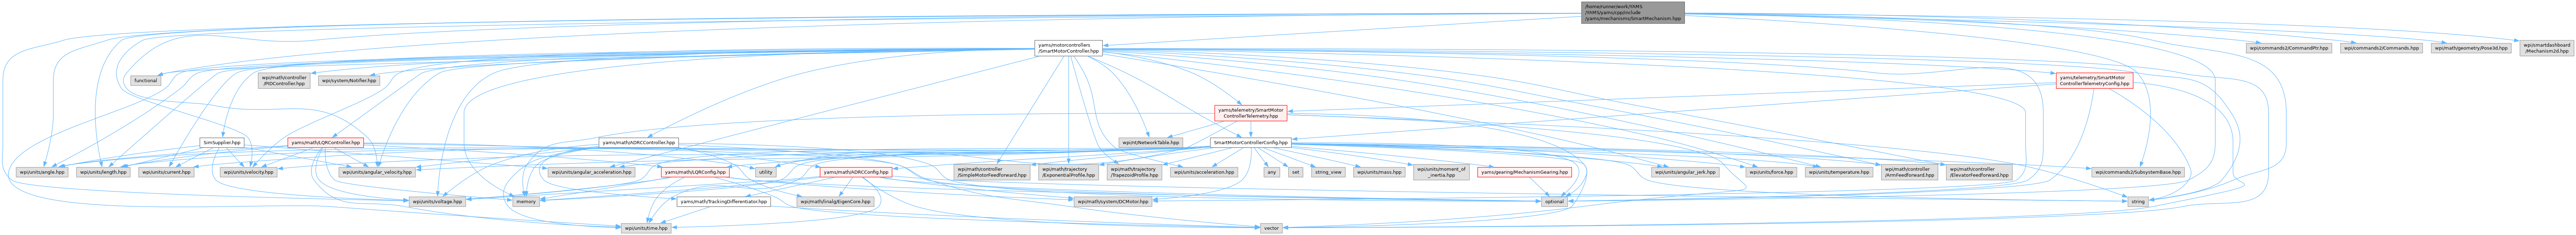 /home/runner/work/YAMS
/YAMS/yams/cpp/include
/yams/mechanisms/SmartMechanism.hpp
yams/motorcontrollers
/SmartMotorController.hpp
wpi/commands2/CommandPtr.hpp
wpi/commands2/Commands.hpp
wpi/math/geometry/Pose3d.hpp
wpi/smartdashboard
/Mechanism2d.hpp
functional
wpi/math/controller
/PIDController.hpp
wpi/system/Notifier.hpp
yams/telemetry/SmartMotor
ControllerTelemetryConfig.hpp
yams/telemetry/SmartMotor
ControllerTelemetry.hpp
SimSupplier.hpp
yams/math/LQRController.hpp
yams/math/ADRCController.hpp
wpi/nt/NetworkTable.hpp
SmartMotorControllerConfig.hpp
wpi/units/angle.hpp
wpi/units/length.hpp
wpi/units/current.hpp
wpi/units/velocity.hpp
wpi/units/angular_velocity.hpp
wpi/units/angular_acceleration.hpp
yams/math/LQRConfig.hpp
utility
yams/math/ADRCConfig.hpp
wpi/math/controller
/SimpleMotorFeedforward.hpp
wpi/math/trajectory
/ExponentialProfile.hpp
wpi/math/trajectory
/TrapezoidProfile.hpp
wpi/units/acceleration.hpp
any
set
string_view
wpi/units/mass.hpp
wpi/units/moment_of
_inertia.hpp
yams/gearing/MechanismGearing.hpp
wpi/units/angular_jerk.hpp
wpi/units/force.hpp
wpi/units/temperature.hpp
wpi/math/controller
/ArmFeedforward.hpp
wpi/math/controller
/ElevatorFeedforward.hpp
wpi/commands2/SubsystemBase.hpp
wpi/units/voltage.hpp
memory
yams/math/TrackingDifferentiator.hpp
wpi/math/linalg/EigenCore.hpp
wpi/math/system/DCMotor.hpp
optional
string
wpi/units/time.hpp
vector